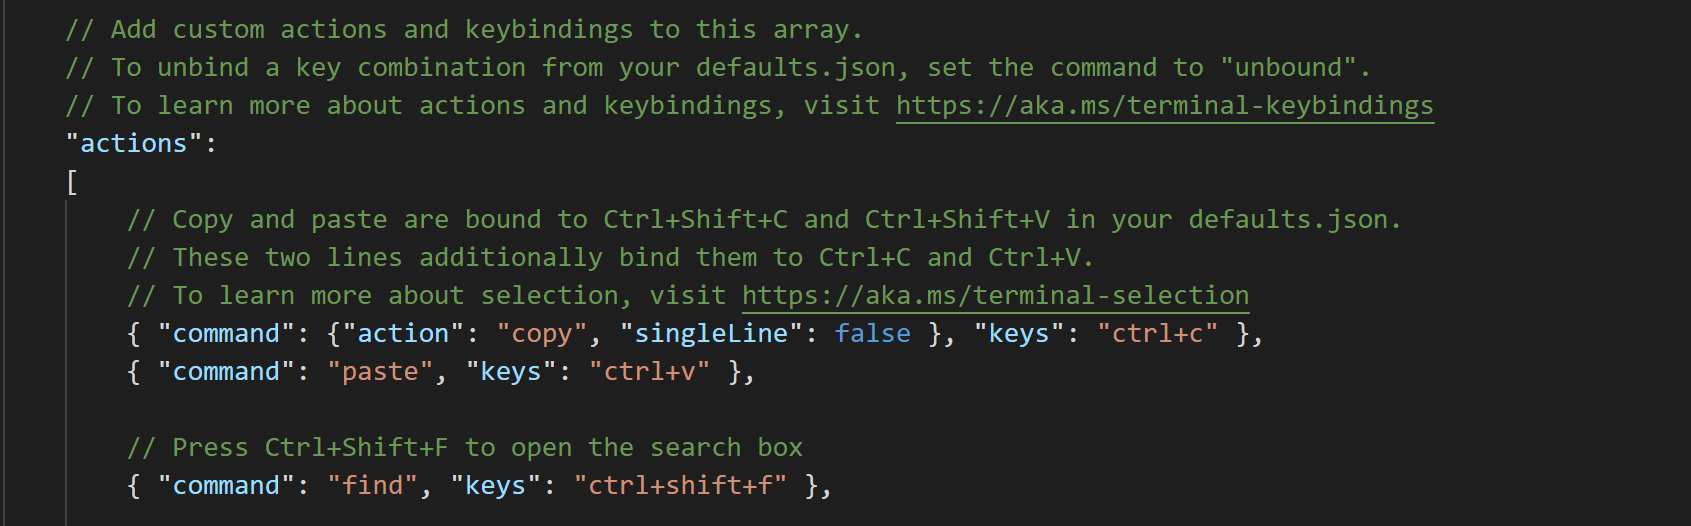 // Add custom actions and keybindings to this array.
// To unbind a key combination from your defaults.json, set the command to "unbound".
// To learn more about actions and keybindings, visit https://aka.ms/terminal-keybindings
"actions":
[
// Copy and paste are bound to Ctrl+Shift+C and Ctrl+Shift+V in your defaults.json.
// These two lines additionally bind them to Ctrl+C and Ctrl+V.
// To learn more about selection, visit https://aka.ms/terminal-selection
{ "command": {"action": "copy", "singleLine": false }, "keys": "ctrl+c" },
{ "command": "paste", "keys": "ctrl+v" },
// Press Ctrl+Shift+F to open the search box
{ "command": "find", "keys": "ctrl+shift+f" },